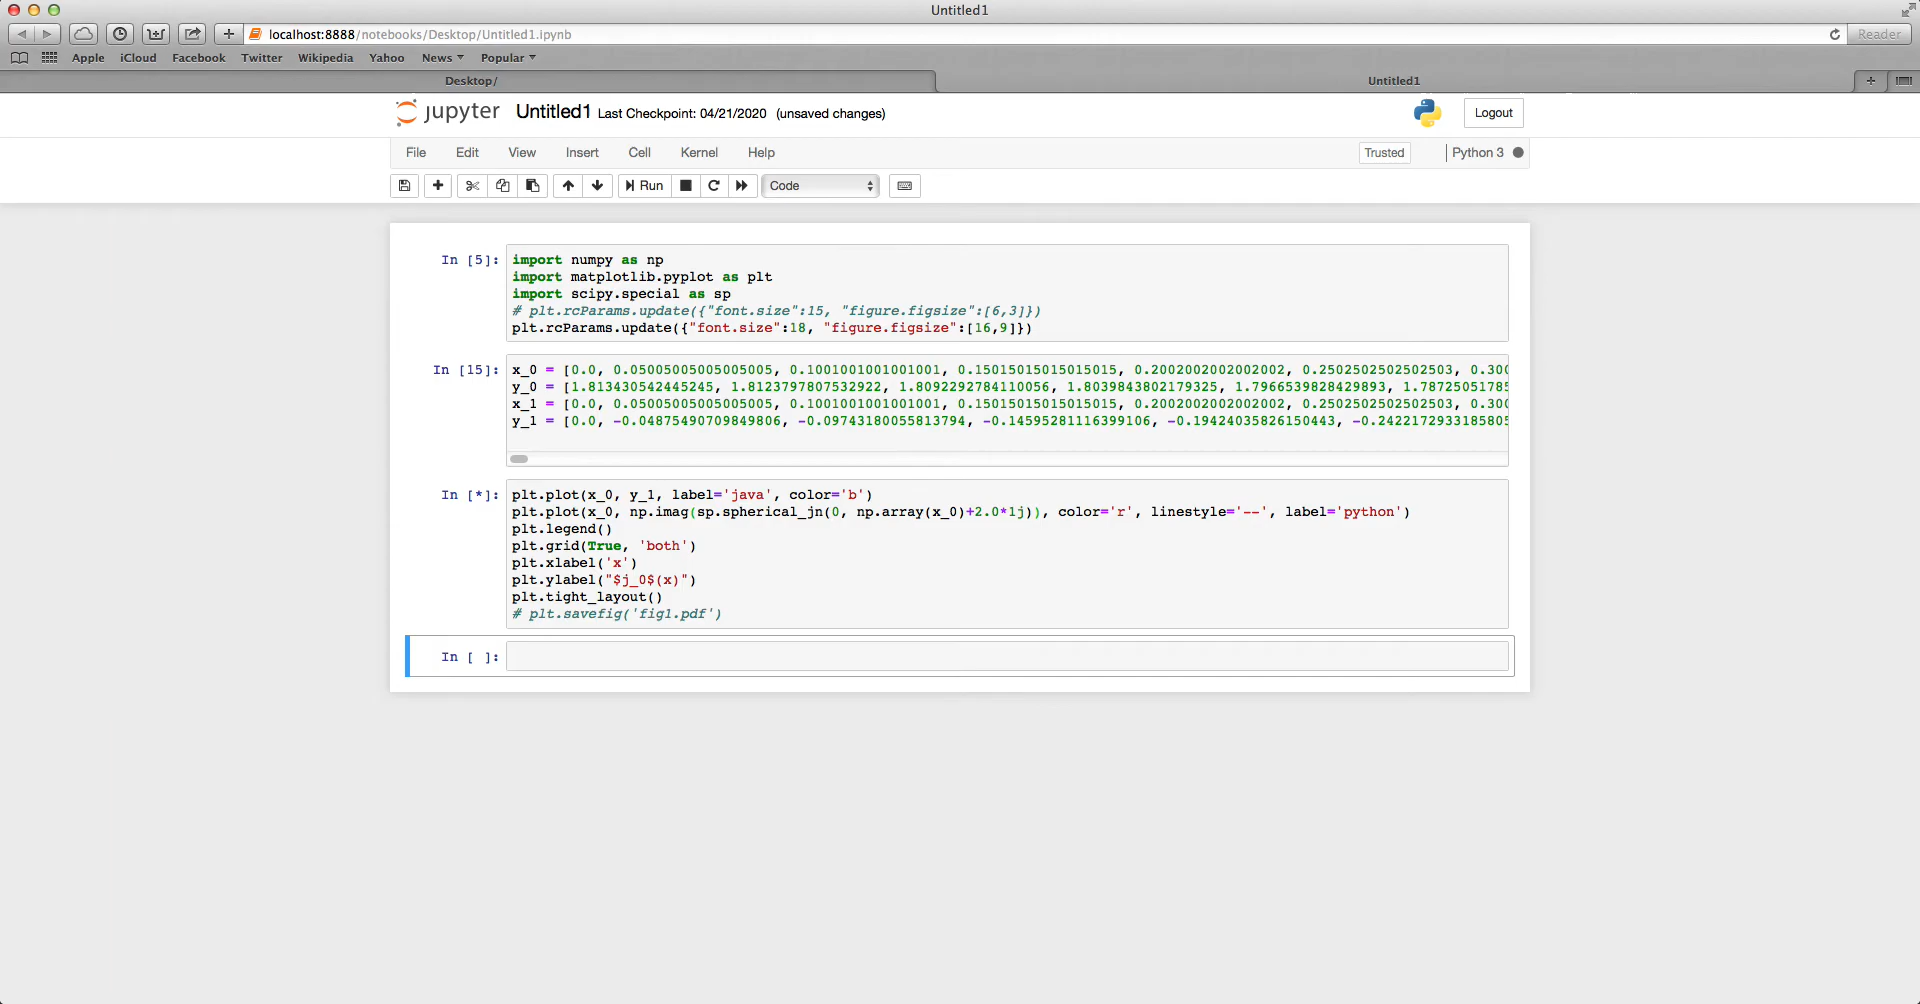 Untitled1
localhost:8888/notebooks/Desktop/Untitled1.ipynb
Reader
Apple iCloud Facebook Twitter Wikipedia Yahoo News Popular
Desktop/ Untitled1
jupyter Untitled1 Last Checkpoint: 04/21/2020 (unsaved changes) Logout
File Edit View Insert Cell Kernel Help Trusted Python 3
Run Code
In [5]: import numpy as np
import matplotlib.pyplot as plt
import scipy.special as sp
# plt.rcParams.update({"font.size":15, "figure.figsize":[6,3]})
plt.rcParams.update({"font.size":18, "figure.figsize":[16,9]})
In [15]: x_0 = [0.0, 0.05005005005005005, 0.1001001001001001, 0.15015015015015015, 0.2002002002002002, 0.2502502502502503, 0.300
y_0 = [1.813430542445245, 1.8123797807532922, 1.8092292784110056, 1.8039843802179325, 1.7966539828429893, 1.78725051785
x_1 = [0.0, 0.05005005005005005, 0.1001001001001001, 0.15015015015015015, 0.2002002002002002, 0.2502502502502503, 0.300
y_1 = [0.0, -0.04875490709849806, -0.09743180055813794, -0.14595281116399106, -0.19424035826150443, -0.2422172933185805
In [*]: plt.plot(x_0, y_1, label='java', color='b')
plt.plot(x_0, np.imag(sp.spherical_jn(0, np.array(x_0)+2.0*1j)), color='r', linestyle='--', label='python')
plt.legend()
plt.grid(True, 'both')
plt.xlabel('x')
plt.ylabel("$j_0$(x)")
plt.tight_layout()
# plt.savefig('fig1.pdf')
In [ ]: